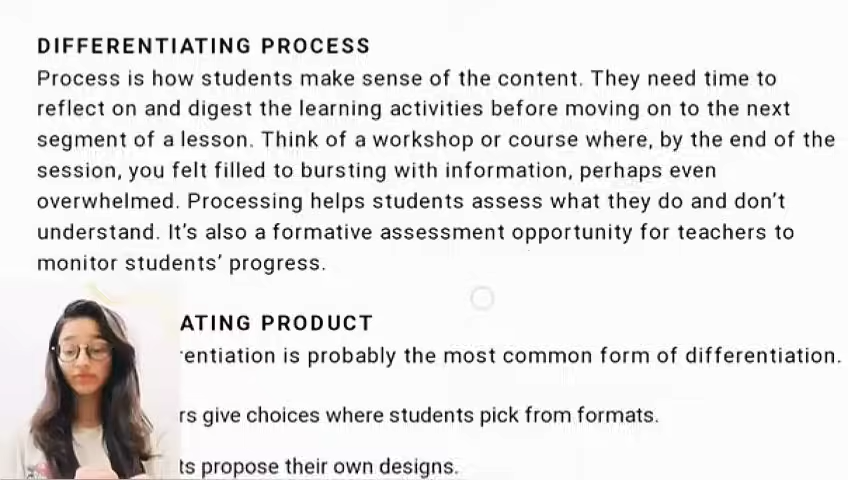 DIFFERENTIATING PROCESS
Process is how students make sense of the content. They need time to
reflect on and digest the learning activities before moving on to the next
segment of a lesson. Think of a workshop or course where, by the end of the
session, you felt filled to bursting with information, perhaps even
overwhelmed. Processing helps students assess what they do and don't
understand. It's also a formative assessment opportunity for teachers to
monitor students' progress.
ATING PRODUCT
rentiation is probably the most common form of differentiation.
rs give choices where students pick from formats.
ts propose their own designs.